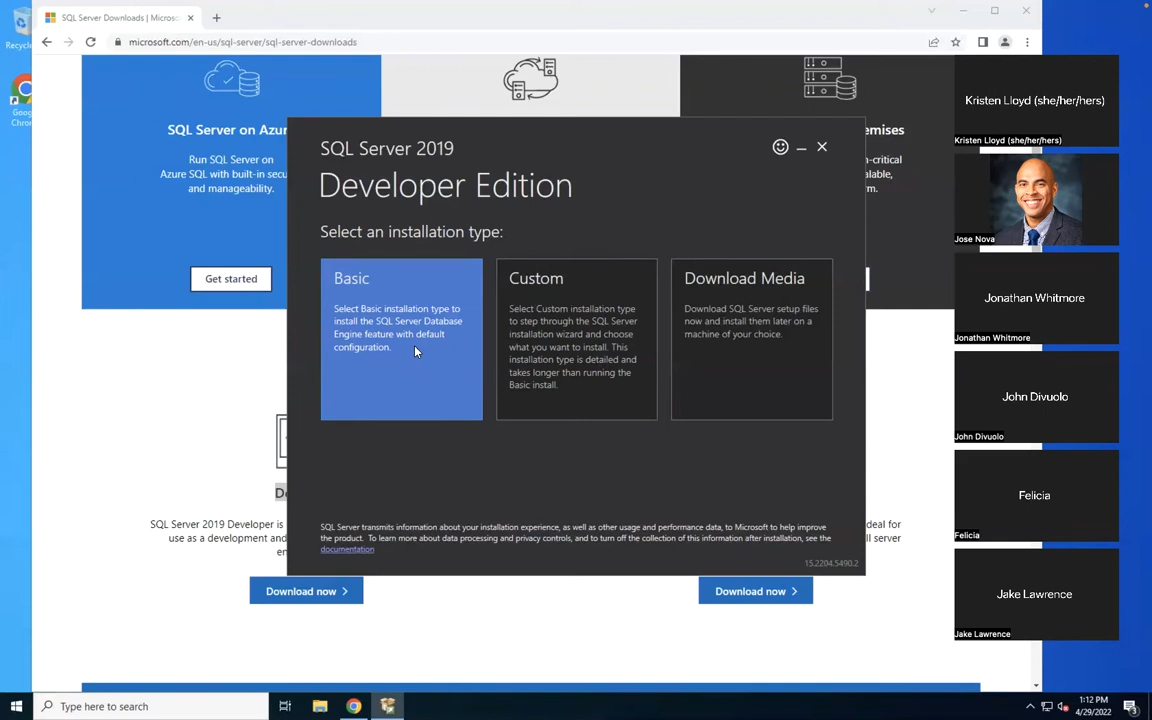 SQL Server Downloads | Microso
microsoft.com/en-us/sql-server/sql-server-downloads
Recycle
Goog
Chron
SQL Server on Azu
Run SQL Server on
Azure SQL with built-in secu
and manageability.
Get started
emises
n-critical
alable,
rm.
SQL Server 2019
Developer Edition
Select an installation type:
Basic
Select Basic installation type to
install the SQL Server Database
Engine feature with default
configuration.
Custom
Select Custom installation type
to step through the SQL Server
installation wizard and choose
what you want to install. This
installation type is detailed and
takes longer than running the
Basic install.
Download Media
Download SQL Server setup files
now and install them later on a
machine of your choice.
SQL Server transmits information about your installation experience, as well as other usage and performance data, to Microsoft to help improve
the product. To learn more about data processing and privacy controls, and to turn off the collection of this information after installation, see the
documentation
15.2204.5490.2
De
SQL Server 2019 Developer is
use as a development and
en
deal for
ll server
Download now
Download now
Kristen Lloyd (she/her/hers)
Kristen Lloyd (she/her/hers)
Jose Nova
Jonathan Whitmore
Jonathan Whitmore
John Divuolo
John Divuolo
Felicia
Felicia
Jake Lawrence
Jake Lawrence
Type here to search
1:12 PM
4/29/2022
3